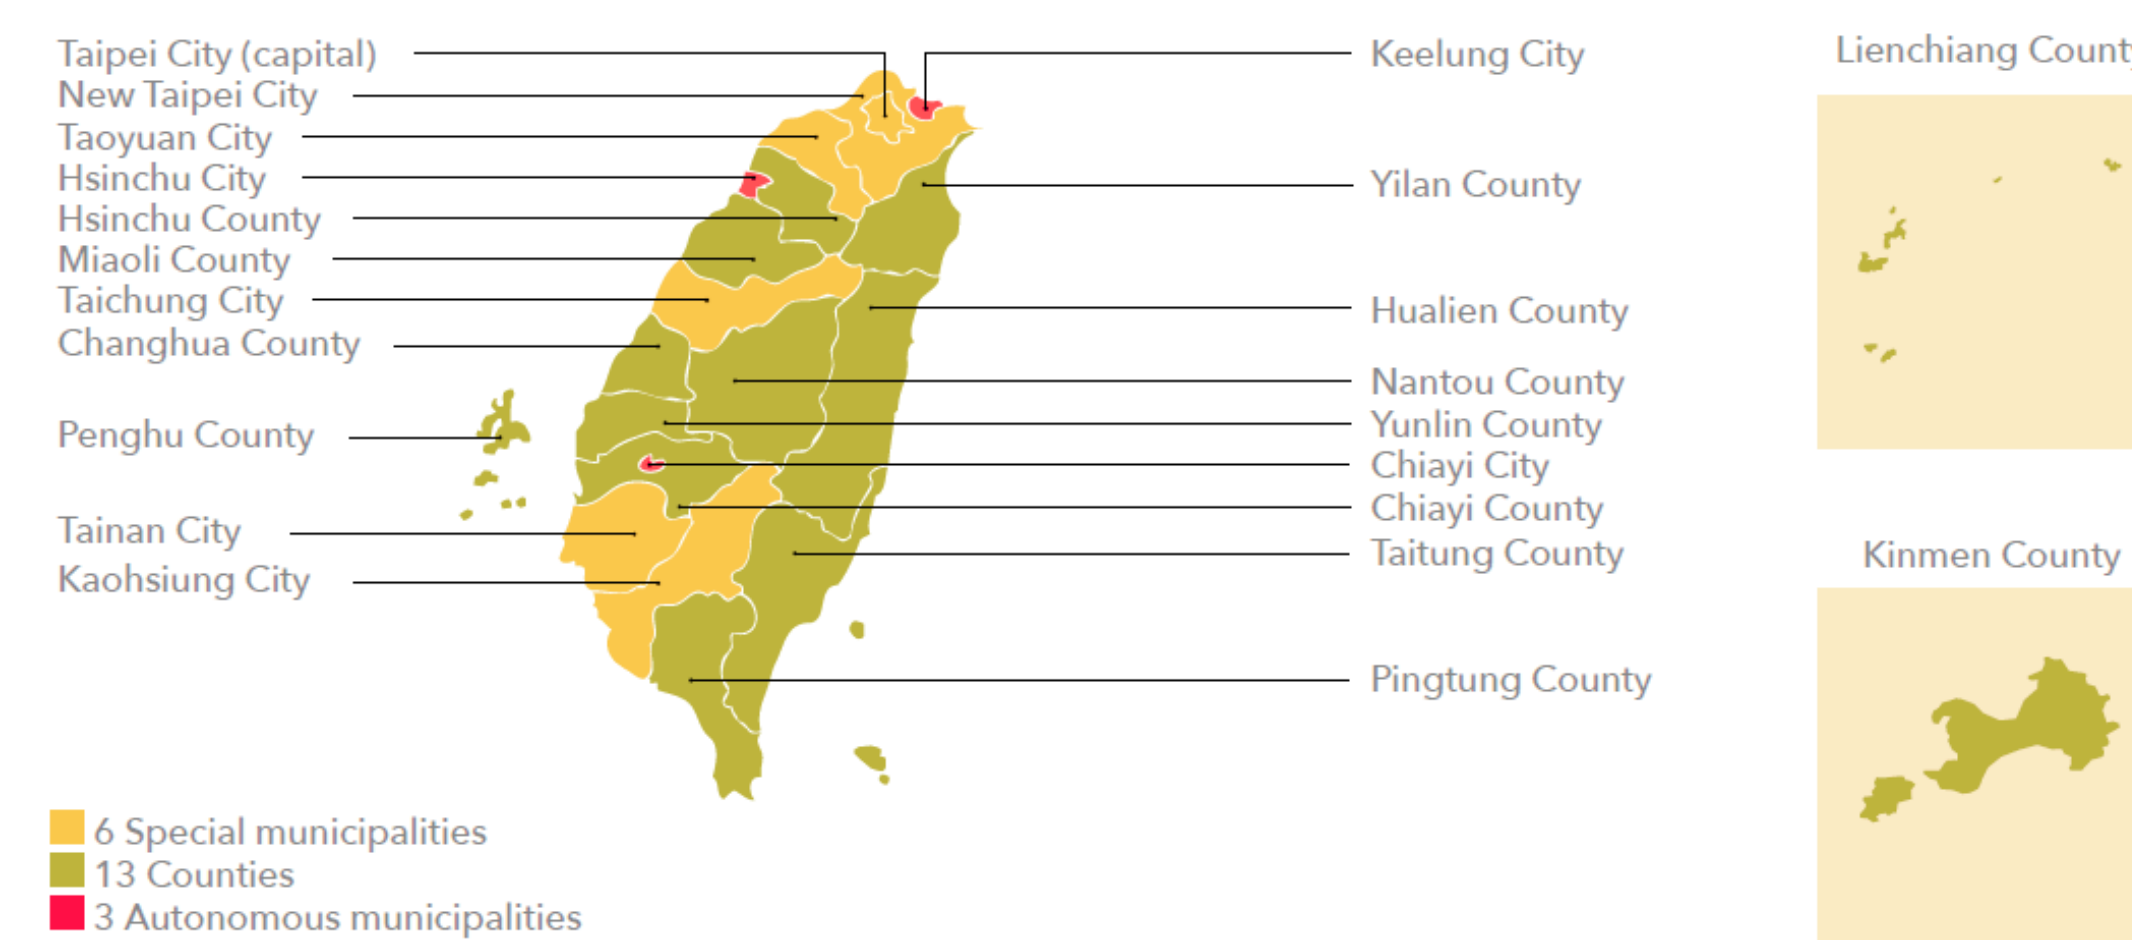 Taipei City (capital)
New Taipei City
Taoyuan City
Hsinchu City
Hsinchu County
Miaoli County
Taichung City
Changhua County
Penghu County
Tainan City
Kaohsiung City
Keelung City
Yilan County
Hualien County
Nantou County
Yunlin County
Chiayi City
Chiayi County
Taitung County
Pingtung County
Lienchiang County
Kinmen County
6 Special municipalities
13 Counties
3 Autonomous municipalities